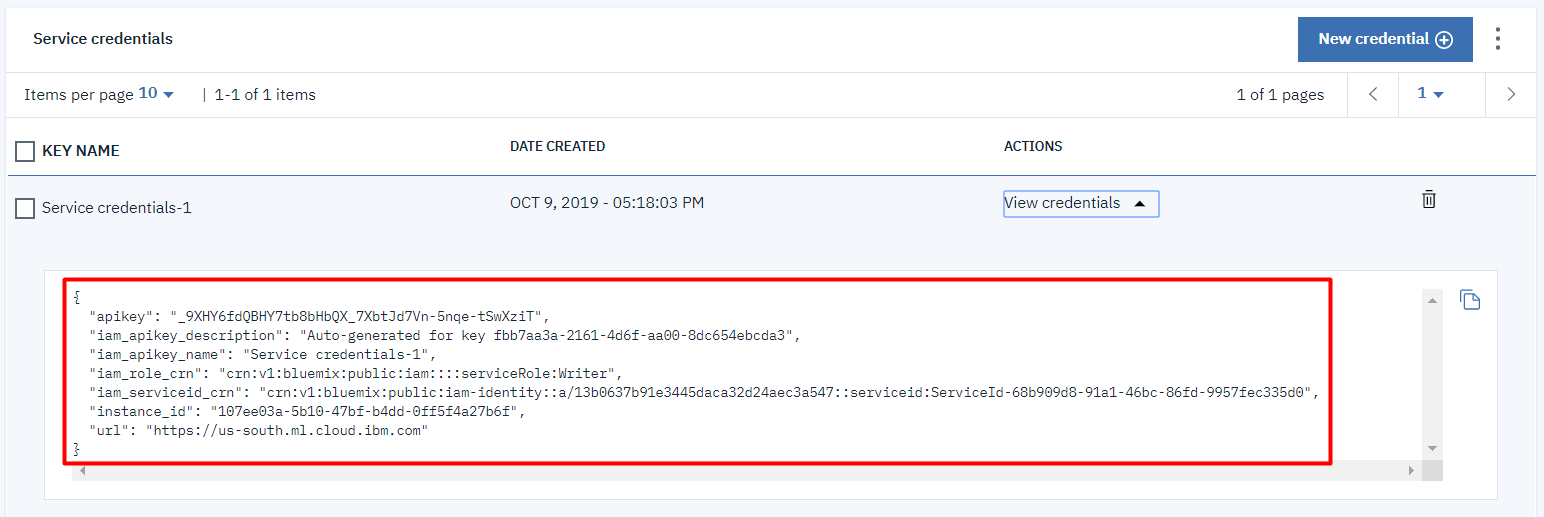 Service credentials
New credential
Items per page 10 | 1-1 of 1 items
1 of 1 pages
1
KEY NAME
DATE CREATED
ACTIONS
Service credentials-1
OCT 9, 2019 - 05:18:03 PM
View credentials
{
"apikey": "_9XHY6fdQBHY7tb8bHbQX_7XbtJd7Vn-5nqe-tSwXziT",
"iam_apikey_description": "Auto-generated for key fbb7aa3a-2161-4d6f-aa00-8dc654ebcda3",
"iam_apikey_name": "Service credentials-1",
"iam_role_crn": "crn:v1:bluemix:public:iam::::serviceRole:Writer",
"iam_serviceid_crn": "crn:v1:bluemix:public:iam-identity::a/13b0637b91e3445daca32d24aec3a547::serviceid:ServiceId-68b909d8-91a1-46bc-86fd-9957fec335d0",
"instance_id": "107ee03a-5b10-47bf-b4dd-0ff5f4a27b6f",
"url": "https://us-south.ml.cloud.ibm.com"
}